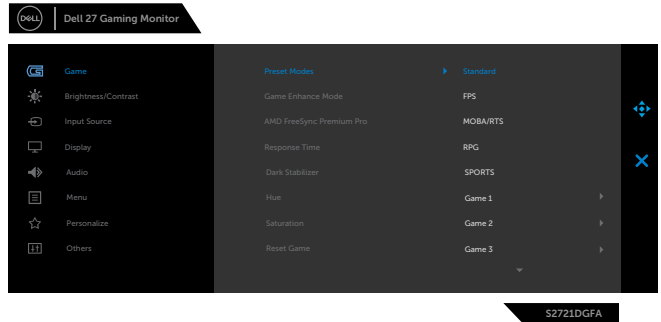 DELL
Dell 27 Gaming Monitor
Game
Preset Modes
Standard
Brightness/Contrast
Game Enhance Mode
FPS
Input Source
AMD FreeSync Premium Pro
MOBA/RTS
Display
Response Time
RPG
Audio
Dark Stabilizer
SPORTS
Menu
Hue
Game 1
Personalize
Saturation
Game 2
Others
Reset Game
Game 3
S2721DGFA